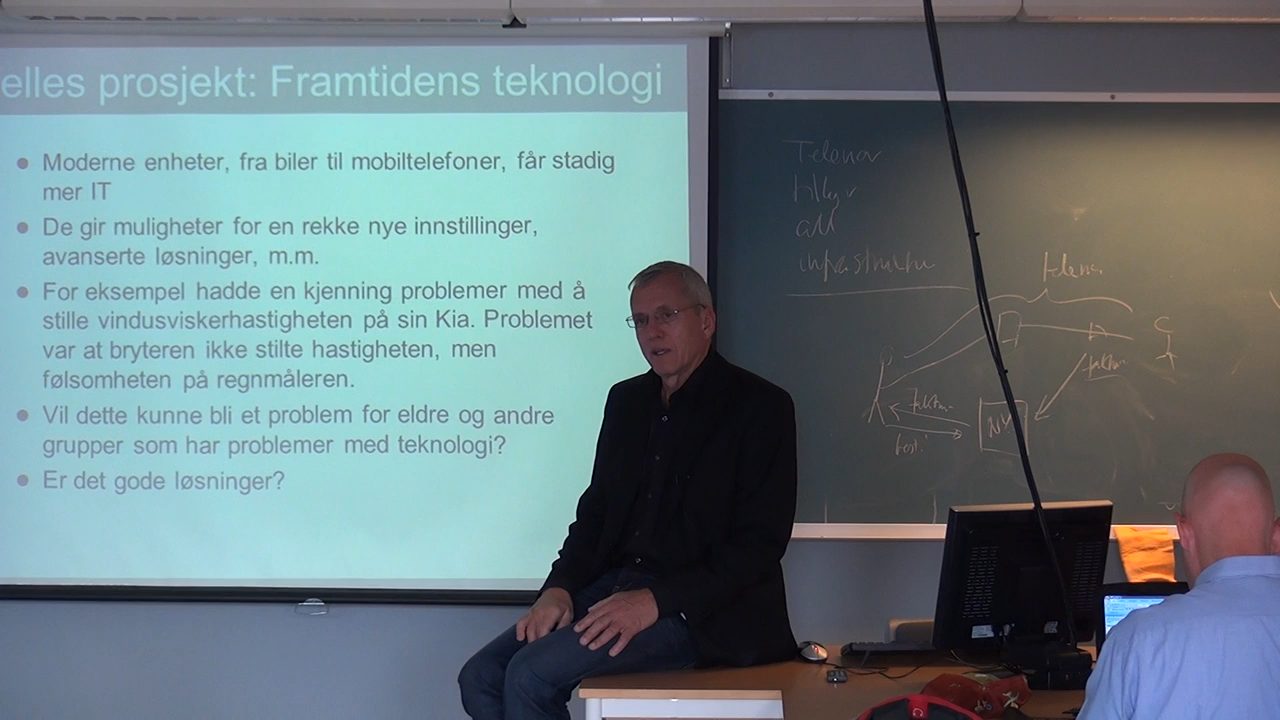 elles prosjekt: Framtidens teknologi
● Moderne enheter, fra biler til mobiltelefoner, får stadig
mer IT
● De gir muligheter for en rekke nye innstillinger,
avanserte løsninger, m.m.
● For eksempel hadde en kjenning problemer med å
stille vindusviskerhastigheten på sin Kia. Problemet
var at bryteren ikke stilte hastigheten, men
følsomheten på regnmåleren.
● Vil dette kunne bli et problem for eldre og andre
grupper som har problemer med teknologi?
● Er det gode løsninger?
Telenor
all
infrastruktur